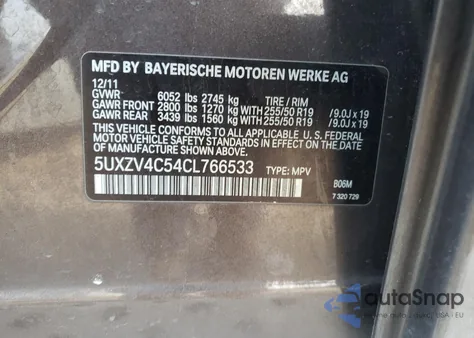 MFD BY BAYERISCHE MOTOREN WERKE AG
12/11
GVWR 6052 lbs 2745 kg TIRE / RIM
GAWR FRONT 2800 lbs 1270 kg WITH 255/50 R19 /9.0J x 19
GAWR REAR 3439 lbs 1560 kg WITH 255/50 R19 /9.0J x 19
THIS VEHICLE CONFORMS TO ALL APPLICABLE U. S. FEDERAL
MOTOR VEHICLE SAFETY STANDARDS IN EFFECT ON THE DATE
OF MANUFACTURE SHOWN ABOVE.
5UXZV4C54CL766533 TYPE: MPV
B06M
7 320 729
autaSnap
USA | EU